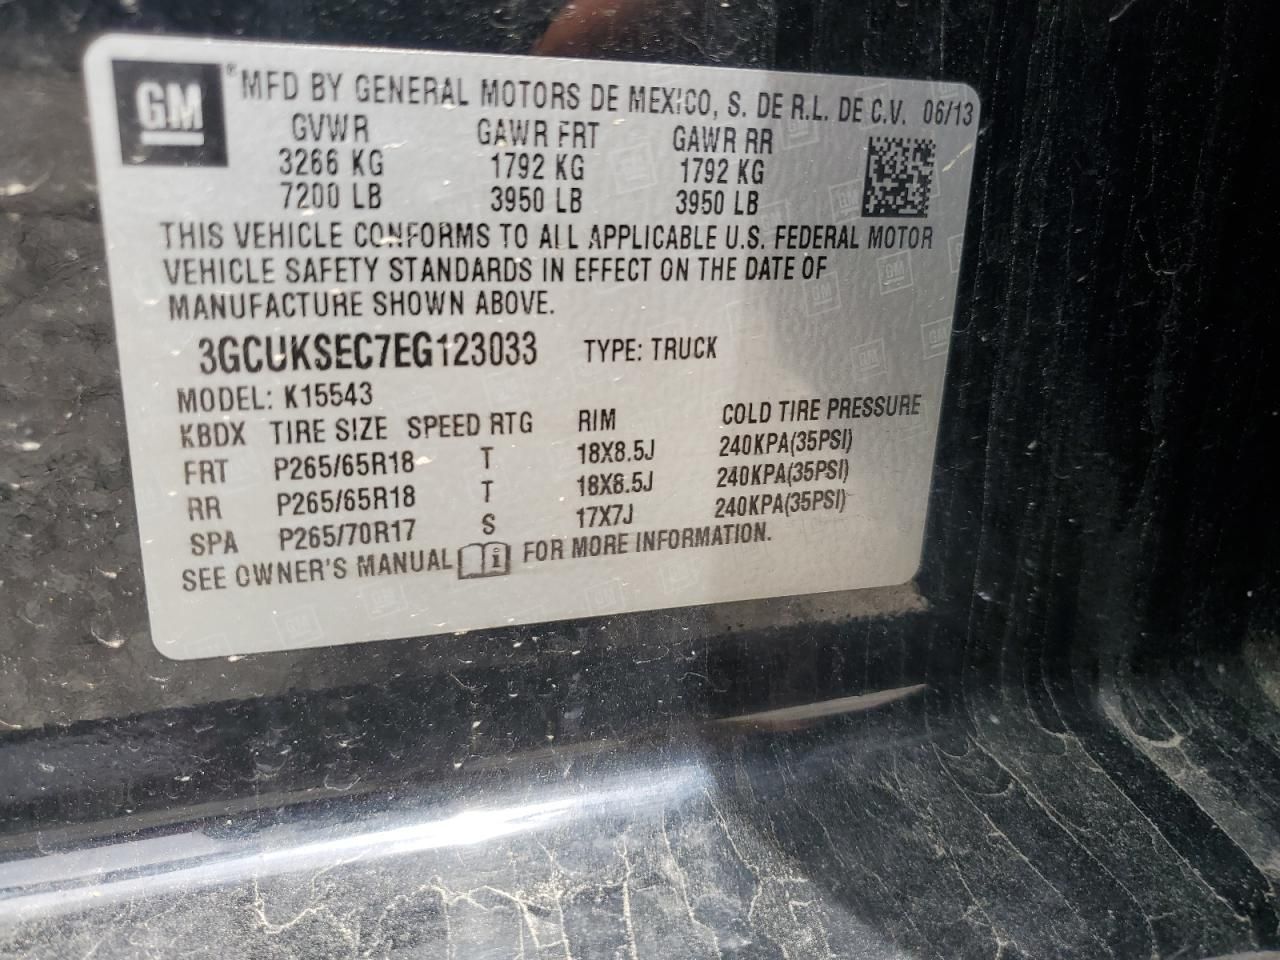 GM
® MFD BY GENERAL MOTORS DE MEXICO, S. DE R.L. DE C.V. 06/13
GVWR GAWR FRT GAWR RR
3266 KG 1792 KG 1792 KG
7200 LB 3950 LB 3950 LB
THIS VEHICLE CONFORMS TO ALL APPLICABLE U.S. FEDERAL MOTOR
VEHICLE SAFETY STANDARDS IN EFFECT ON THE DATE OF
MANUFACTURE SHOWN ABOVE.
3GCUKSEC7EG123033 TYPE: TRUCK
MODEL: K15543
KBDX TIRE SIZE SPEED RTG RIM COLD TIRE PRESSURE
FRT P265/65R18 T 18X8.5J 240KPA(35PSI)
RR P265/65R18 T 18X8.5J 240KPA(35PSI)
SPA P265/70R17 S 17X7J 240KPA(35PSI)
SEE OWNER'S MANUAL i FOR MORE INFORMATION.